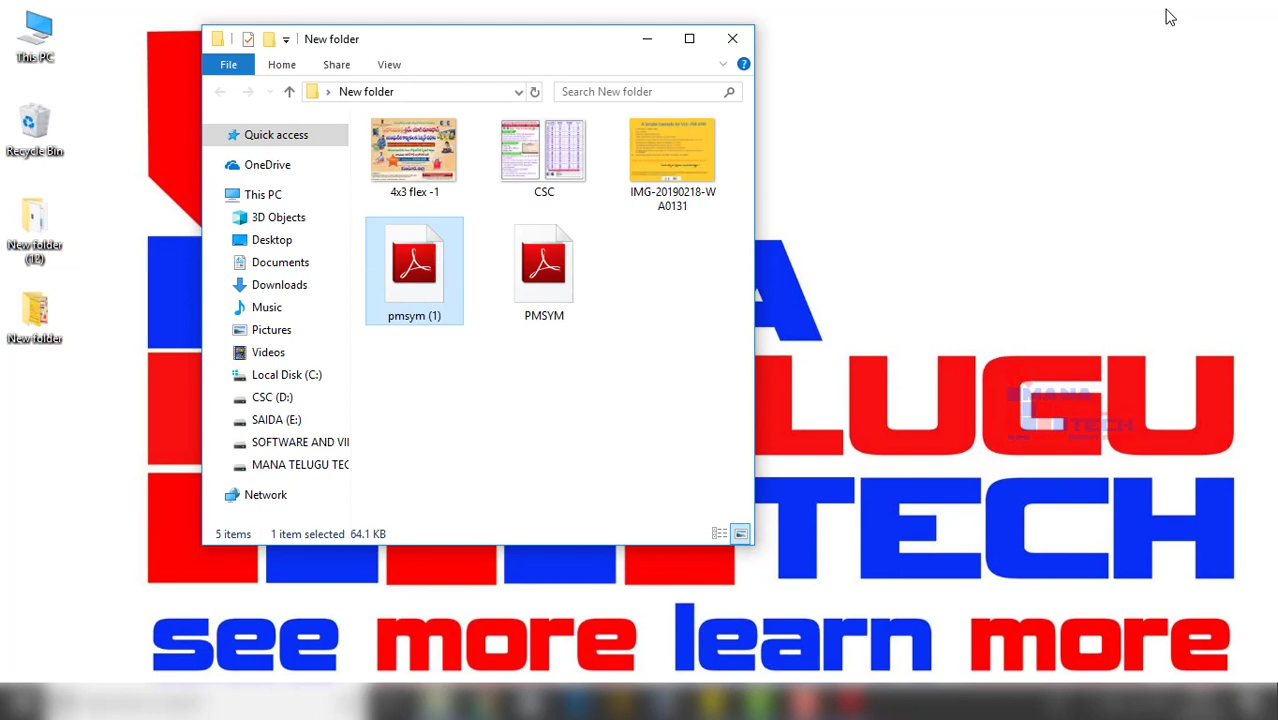 This PC
Recycle Bin
New folder
(12)
New folder
New folder
File
Home
Share
View
New folder
Search New folder
Quick access
OneDrive
This PC
3D Objects
Desktop
Documents
Downloads
Music
Pictures
Videos
Local Disk (C:)
CSC (D:)
SAIDA (E:)
SOFTWARE AND VII
MANA TELUGU TEC
Network
4x3 flex -1
CSC
IMG-20190218-W
A0131
pmsym (1)
PMSYM
5 items
1 item selected 64.1 KB
A
LUGU
MANA
TECH
TECH
see more learn more